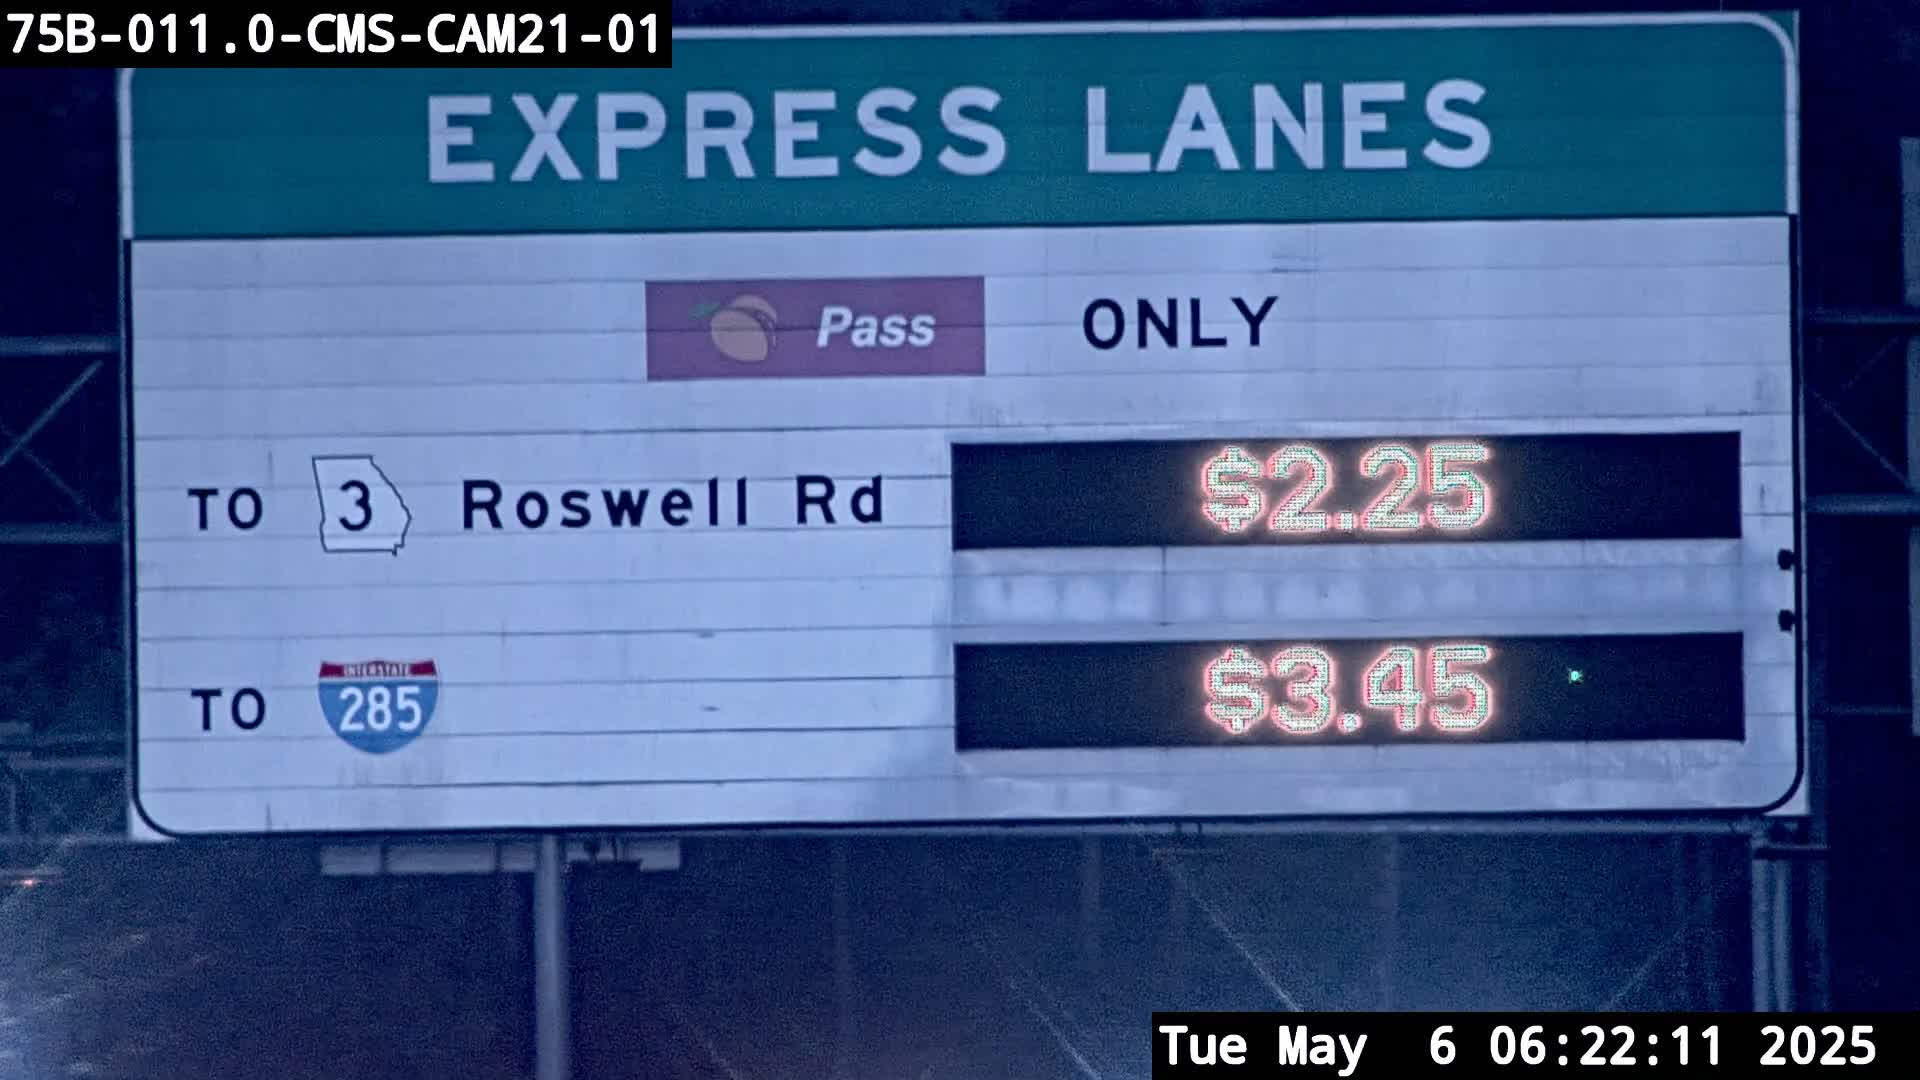 75B-011.0-CMS-CAM21-01
EXPRESS LANES
Pass ONLY
TO 3 Roswell Rd $2.25
INTERSTATE
TO 285 $3.45
Tue May 6 06:22:11 2025